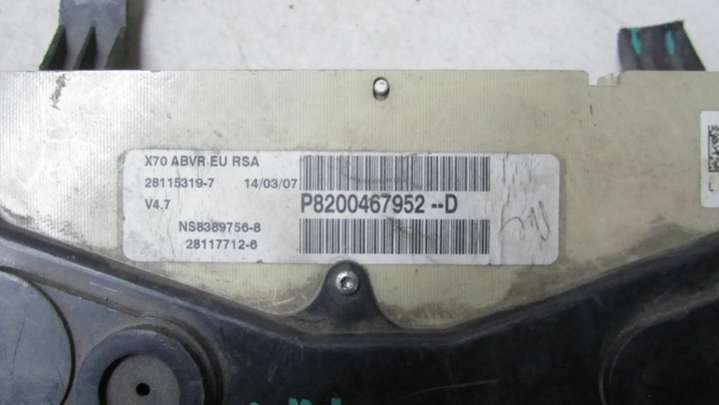 X70 ABVR EU RSA
28115319-7 14/03/07
V4.7 P8200467952--D
NS8389756-8
28117712-6